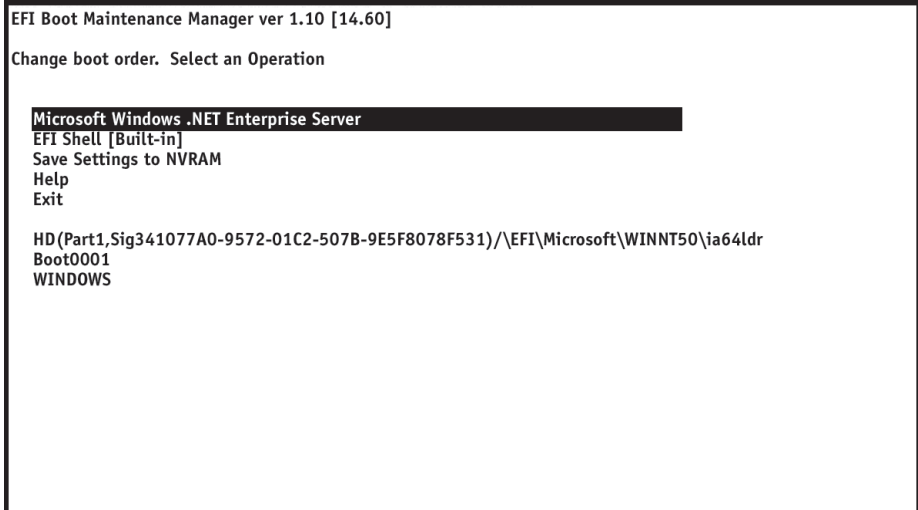 EFI Boot Maintenance Manager ver 1.10 [14.60]
Change boot order.  Select an Operation
Microsoft Windows .NET Enterprise Server
EFI Shell [Built-in]
Save Settings to NVRAM
Help
Exit
HD(Part1,Sig341077A0-9572-01C2-507B-9E5F8078F531)/\EFI\Microsoft\WINNT50\ia64ldr
Boot0001
WINDOWS